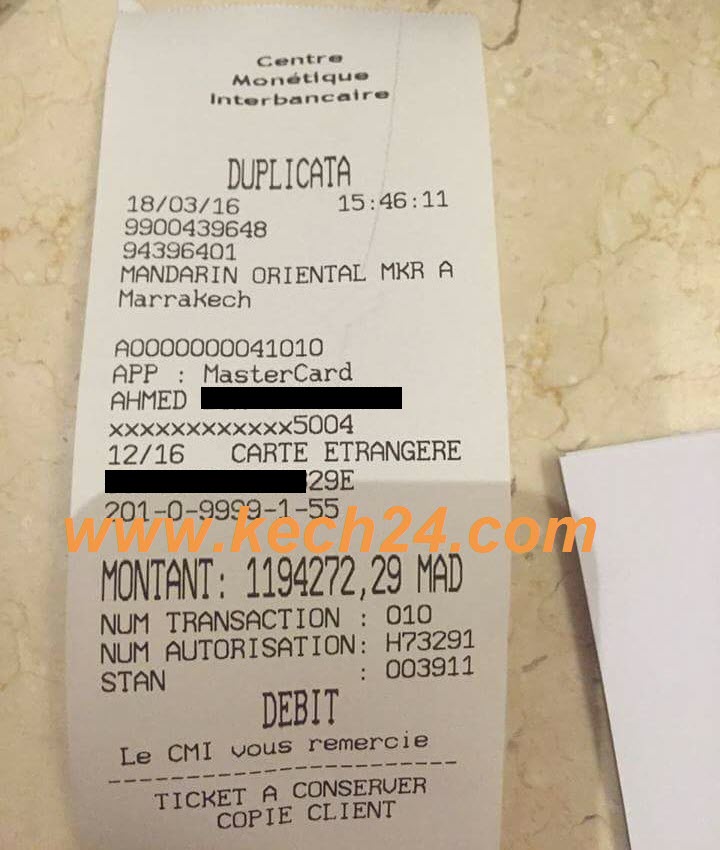 Centre
Monétique
Interbancaire
DUPLICATA
18/03/16 15:46:11
9900439648
94396401
MANDARIN ORIENTAL MKR A
Marrakech
A0000000041010
APP : MasterCard
AHMED
xxxxxxxxxxxx5004
12/16 CARTE ETRANGERE
29E
201-0-9999-1-55
www.kech24.com
MONTANT: 1194272,29 MAD
NUM TRANSACTION : 010
NUM AUTORISATION: H73291
STAN : 003911
DEBIT
Le CMI vous remercie
TICKET A CONSERVER
COPIE CLIENT